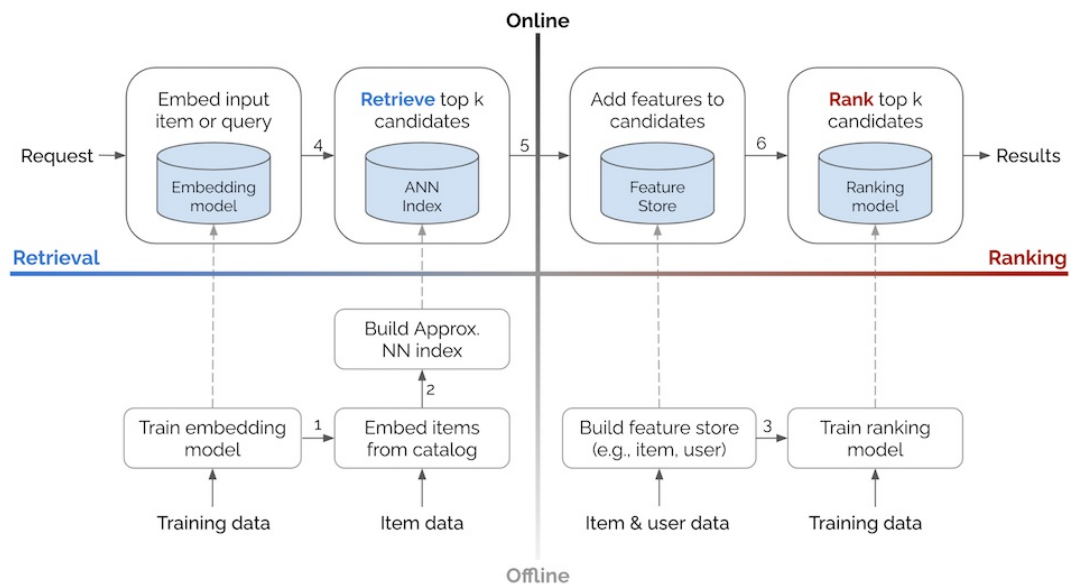 Online
Embed input
item or query
Embedding
model
Retrieve top k
candidates
ANN
Index
Add features to
candidates
Feature
Store
Rank top k
candidates
Ranking
model
Request
4
5
6
Results
Retrieval
Ranking
Build Approx.
NN index
2
Train embedding
model
1
Embed items
from catalog
Build feature store
(e.g., item, user)
3
Train ranking
model
Training data
Item data
Item & user data
Training data
Offline